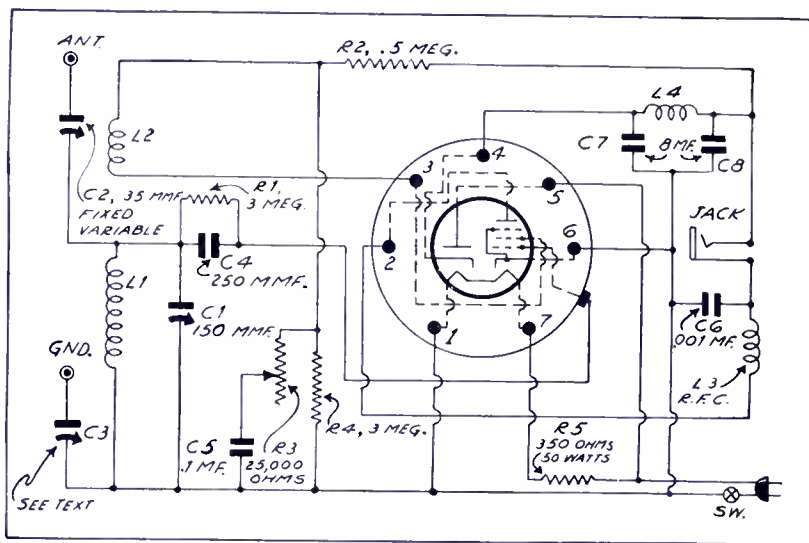 ANT.
R2, .5 MEG.
L4
L2
C7
8 MF.
C8
C2, 35 MMF.
FIXED
VARIABLE
R1,
3 MEG.
4
3
5
2
6
1
7
C4
250 MMF.
JACK
L1
C1
150 MMF.
C6
.001 MF.
GND.
C3
L3
R.F.C.
R4, 3 MEG.
R5
350 OHMS
50 WATTS
C5
.1 MF.
R3
25,000
OHMS
SEE TEXT
SW.